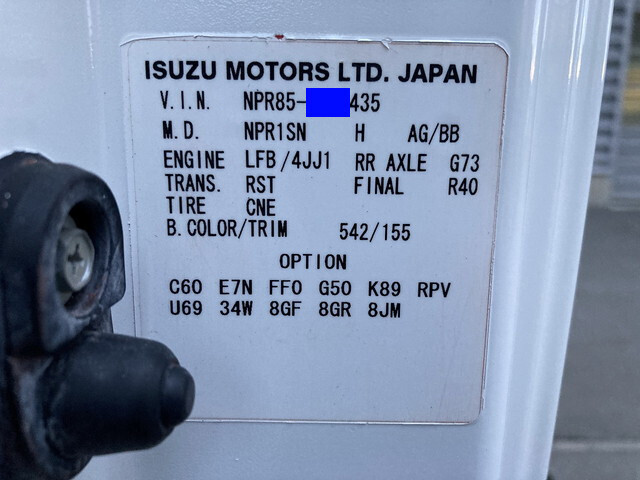 ISUZU MOTORS LTD. JAPAN
V.I.N. NPR85- 435
M.D. NPR1SN H AG/BB
ENGINE LFB/4JJ1 RR AXLE G73
TRANS. RST FINAL R40
TIRE CNE
B.COLOR/TRIM 542/155
OPTION
C60 E7N FF0 G50 K89 RPV
U69 34W 8GF 8GR 8JM